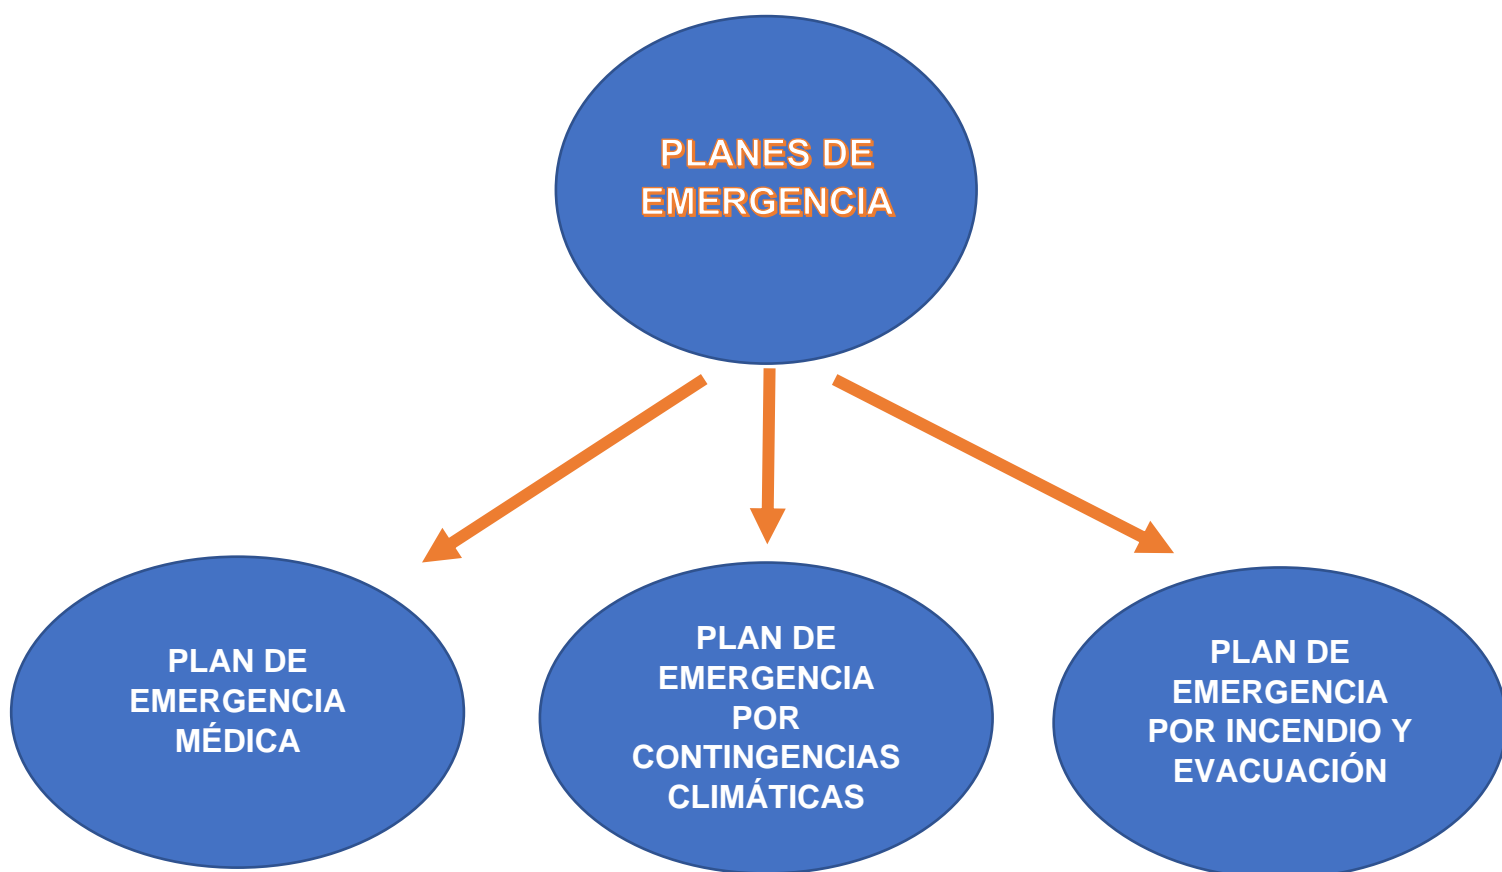 PLANES DE
EMERGENCIA
PLAN DE
EMERGENCIA
MÉDICA
PLAN DE
EMERGENCIA
POR
CONTINGENCIAS
CLIMÁTICAS
PLAN DE
EMERGENCIA
POR INCENDIO Y
EVACUACIÓN